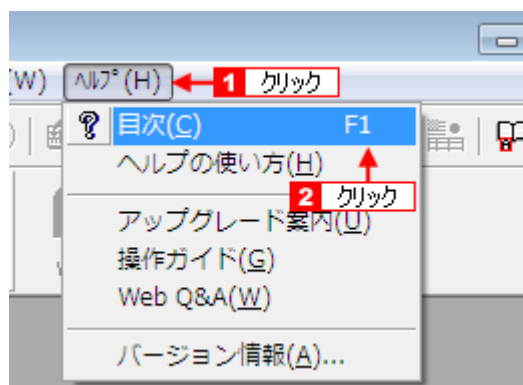 (W) ﾍﾙﾌﾟ(H) 1 クリック
目次(C) F1
ヘルプの使い方(H)
2 クリック
アップグレード案内(U)
操作ガイド(G)
Web Q&A(W)
バージョン情報(A)...